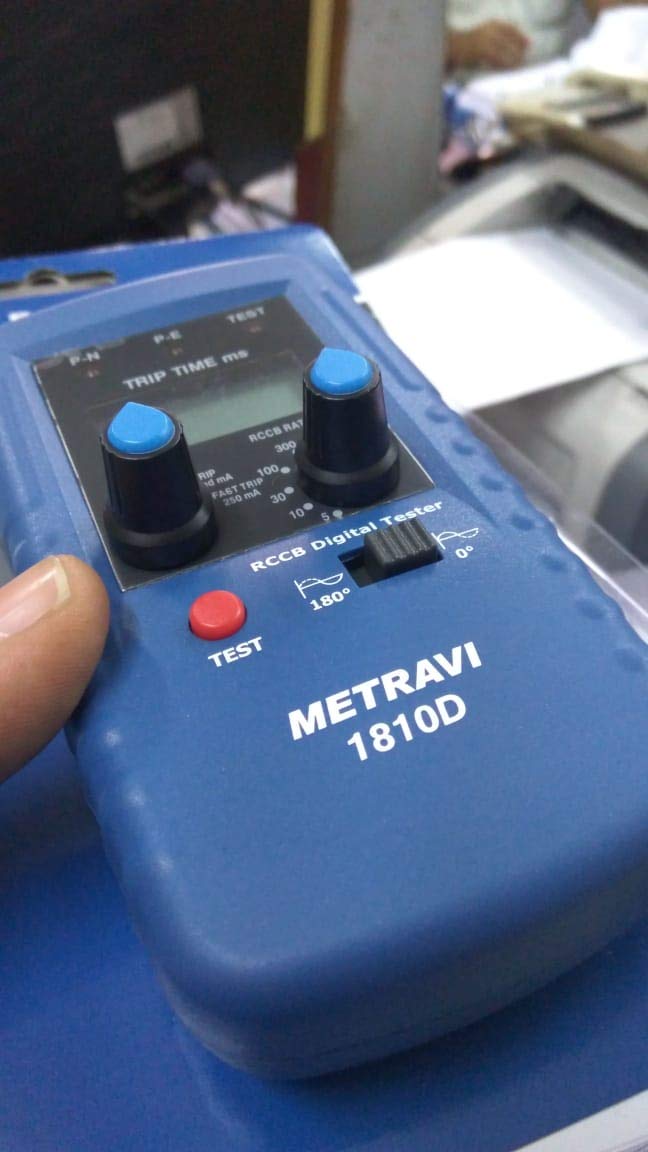 P-N P-E TEST
TRIP TIME ms
RCCB
300
100
FAST TRIP
250 mA
30
10
5
RCCB Digital Tester
180° 0°
TEST
METRAVI
1810D